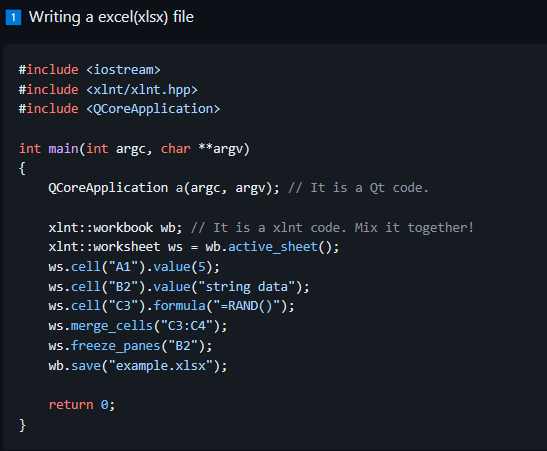 1 Writing a excel(xlsx) file
#include <iostream>
#include <xlnt/xlnt.hpp>
#include <QCoreApplication>
int main(int argc, char **argv)
{
    QCoreApplication a(argc, argv); // It is a Qt code.
    xlnt::workbook wb; // It is a xlnt code. Mix it together!
    xlnt::worksheet ws = wb.active_sheet();
    ws.cell("A1").value(5);
    ws.cell("B2").value("string data");
    ws.cell("C3").formula("=RAND()");
    ws.merge_cells("C3:C4");
    ws.freeze_panes("B2");
    wb.save("example.xlsx");
    return 0;
}